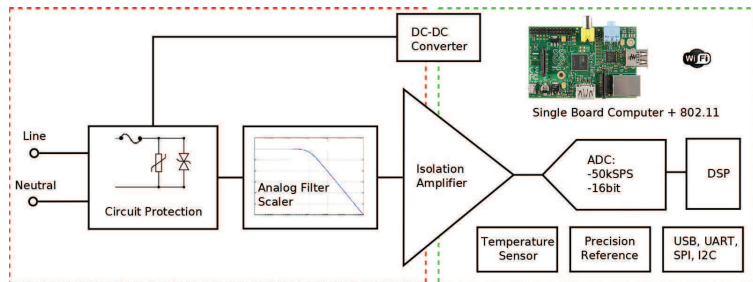 DC-DC
Converter
WiFi
Single Board Computer + 802.11
Line
Neutral
Circuit Protection
Analog Filter
Scaler
Isolation
Amplifier
ADC:
-50kSPS
-16bit
DSP
Temperature
Sensor
Precision
Reference
USB, UART,
SPI, I2C